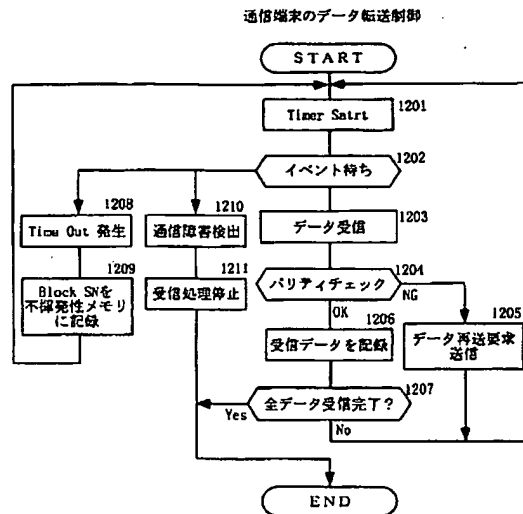 通信端末のデータ転送制御
START
1201
Timer Satrt
1202
イベント待ち
1208
Time Out 発生
1210
通信障害検出
1203
データ受信
1209
Block SNを
不揮発性メモリ
に記録
1211
受信処理停止
1204
パリティチェック
NG
OK
1205
データ再送要求
送信
1206
受信データを記録
1207
全データ受信完了?
Yes
No
END